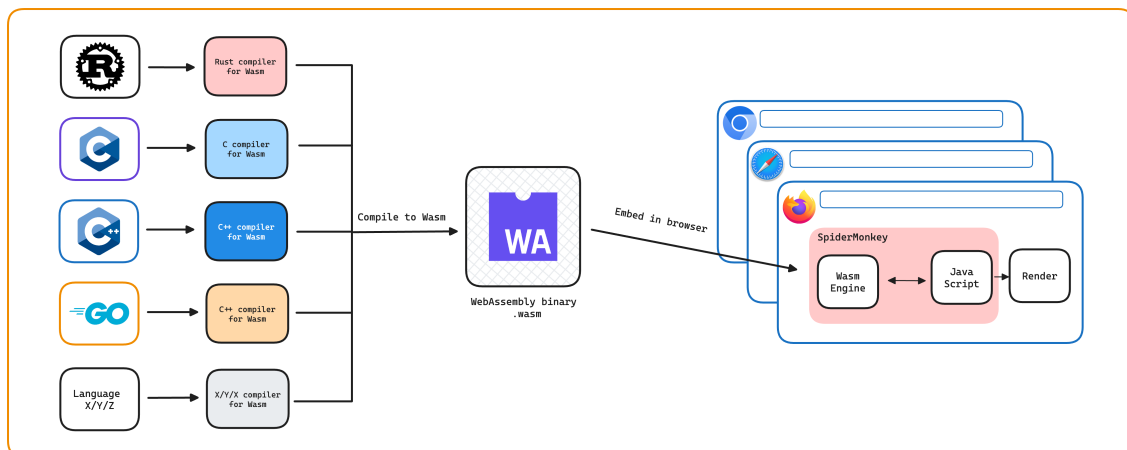 R
Rust compiler
for Wasm
C
C compiler
for Wasm
C++
C++ compiler
for Wasm
GO
C++ compiler
for Wasm
Language
X/Y/Z
X/Y/X compiler
for Wasm
Compile to Wasm
WA
WebAssembly binary
.wasm
Embed in browser
SpiderMonkey
Wasm
Engine
Java
Script
Render